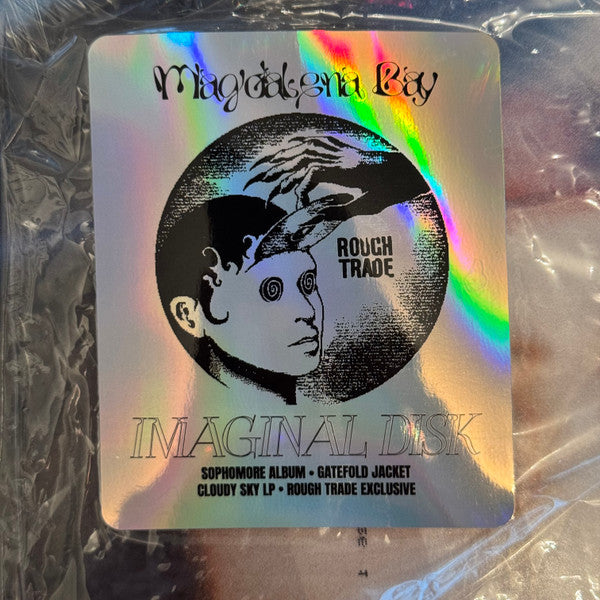 Magdalena Bay
ROUGH
TRADE
IMAGINAL DISK
SOPHOMORE ALBUM • GATEFOLD JACKET
CLOUDY SKY LP • ROUGH TRADE EXCLUSIVE